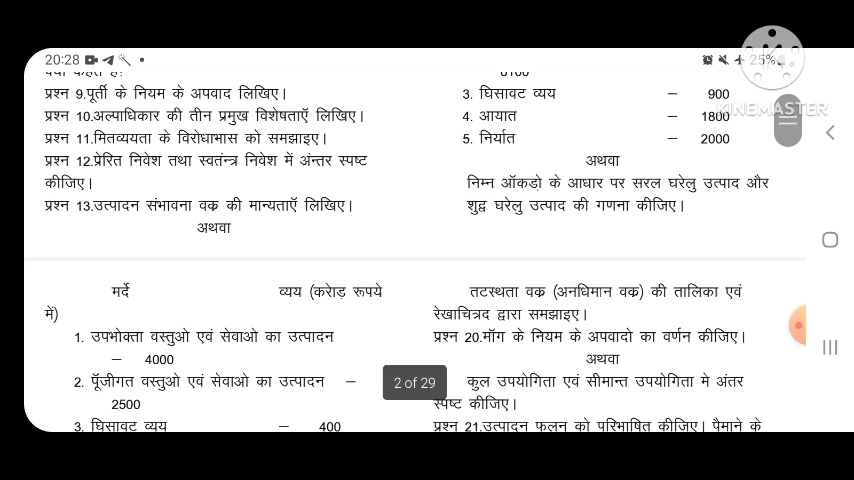 20:28
25%
KINEMASTER
प्रश्न 9.पूर्ती के नियम के अपवाद लिखिए।
प्रश्न 10.अल्पाधिकार की तीन प्रमुख विशेषताऍ लिखिए।
प्रश्न 11.मितव्ययता के विरोधाभास को समझाइए।
प्रश्न 12.प्रेरित निवेश तथा स्वतंन्त्र निवेश में अंन्तर स्पष्ट
कीजिए।
प्रश्न 13.उत्पादन संभावना वक्र की मान्यताऍ लिखिए।
अथवा
3. घिसावट व्यय – 900
4. आयात – 1800
5. निर्यात – 2000
अथवा
निम्न ऑकडो़ के आधार पर सरल घरेलु उत्पाद और
शुद्व घरेलु उत्पाद की गणना कीजिए।
मर्दे व्यय (करोड़ रूपये
में)
1. उपभोक्ता वस्तुओ एवं सेवाओ का उत्पादन
– 4000
2. पूॅजीगत वस्तुओ एवं सेवाओ का उत्पादन –
2500
3. घिसावट व्यय – 400
तटस्थता वक्र (अनधिमान वक्र) की तालिका एवं
रेखाचित्रद द्वारा समझाइए।
प्रश्न 20.मॉग के नियम के अपवादो का वर्णन कीजिए।
अथवा
कुल उपयोगिता एवं सीमान्त उपयोगिता मे अंतर
स्पष्ट कीजिए।
प्रश्न 21.उत्पादन फलन को परिभाषित कीजिए। पैमाने के
2 of 29